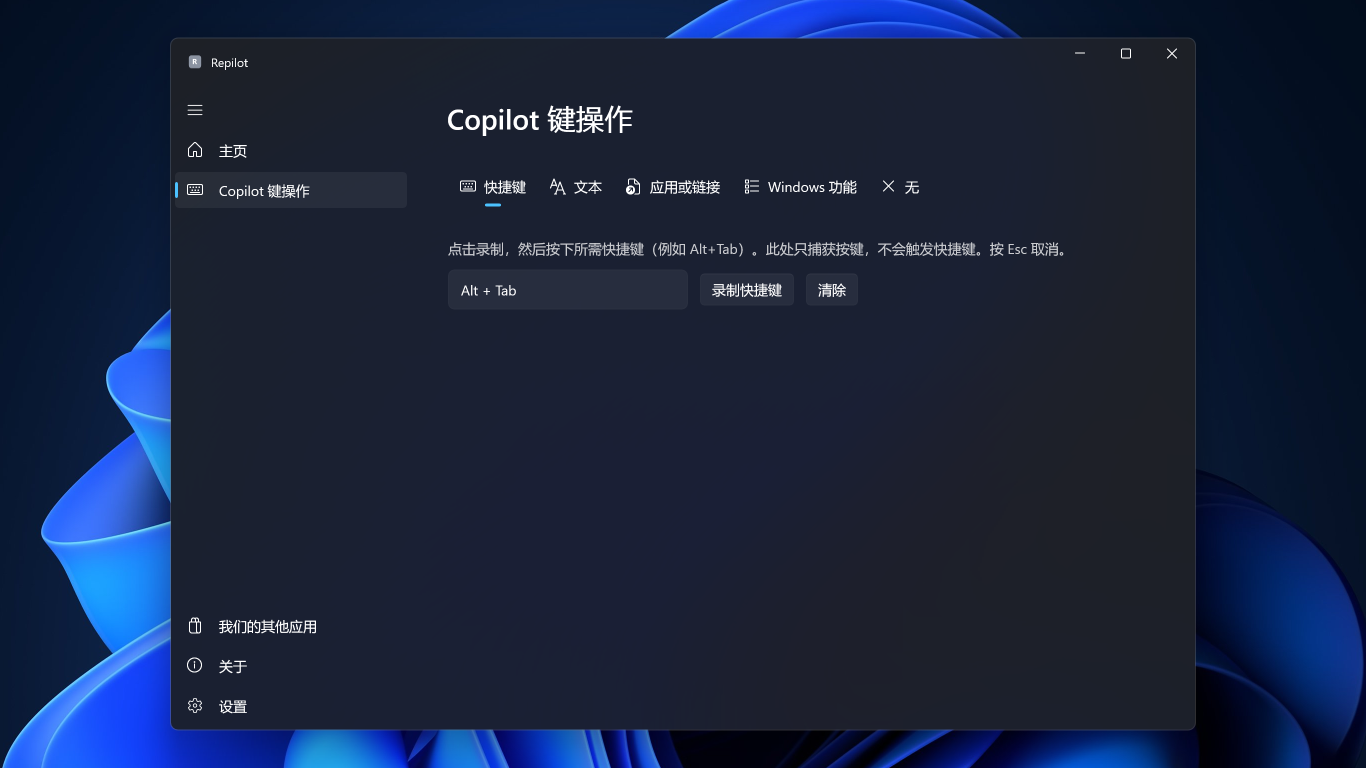 R Repilot
Copilot 键操作
主页
Copilot 键操作
快捷键 文本 应用或链接 Windows 功能 无
点击录制，然后按下所需快捷键（例如 Alt+Tab）。此处只捕获按键，不会触发快捷键。按 Esc 取消。
Alt + Tab 录制快捷键 清除
我们的其他应用
关于
设置